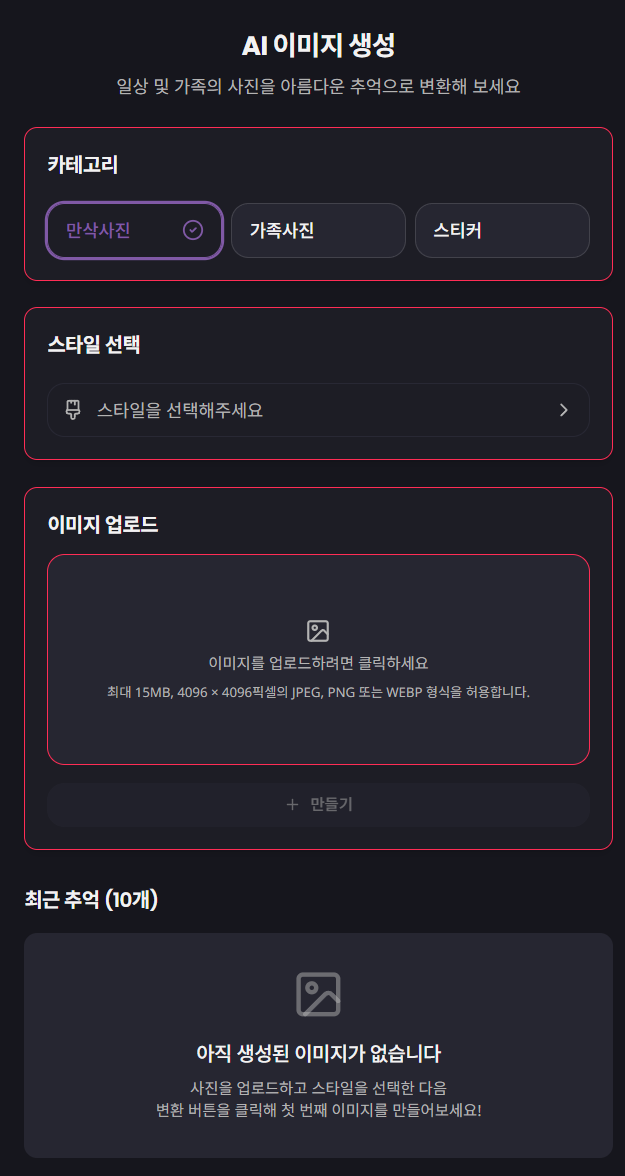 AI 이미지 생성
일상 및 가족의 사진을 아름다운 추억으로 변환해 보세요
카테고리
만삭사진
가족사진
스티커
스타일 선택
스타일을 선택해주세요
이미지 업로드
이미지를 업로드하려면 클릭하세요
최대 15MB, 4096 × 4096픽셀의 JPEG, PNG 또는 WEBP 형식을 허용합니다.
+ 만들기
최근 추억 (10개)
아직 생성된 이미지가 없습니다
사진을 업로드하고 스타일을 선택한 다음
변환 버튼을 클릭해 첫 번째 이미지를 만들어보세요!